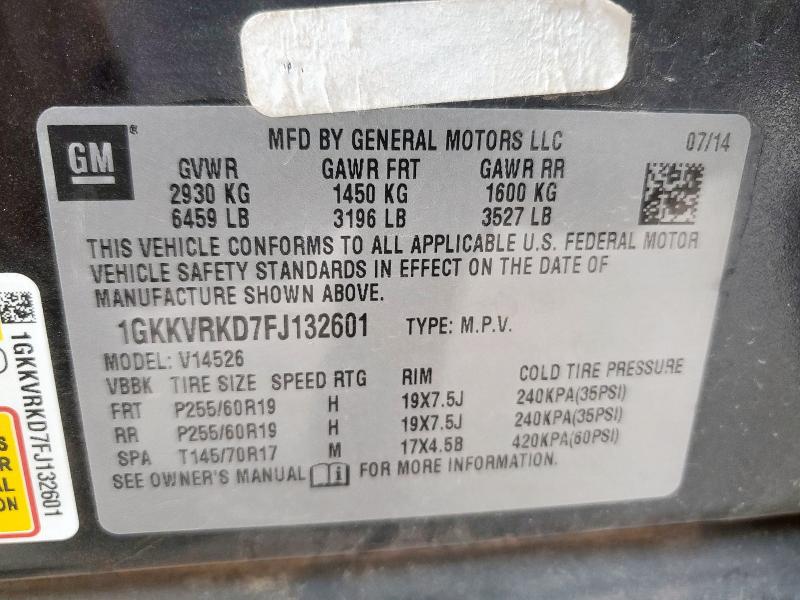 GM®
MFD BY GENERAL MOTORS LLC 07/14
GVWR GAWR FRT GAWR RR
2930 KG 1450 KG 1600 KG
6459 LB 3196 LB 3527 LB
THIS VEHICLE CONFORMS TO ALL APPLICABLE U.S. FEDERAL MOTOR
VEHICLE SAFETY STANDARDS IN EFFECT ON THE DATE OF
MANUFACTURE SHOWN ABOVE.
1GKKVRKD7FJ132601 TYPE: M.P.V.
MODEL: V14526
VBBK TIRE SIZE SPEED RTG RIM COLD TIRE PRESSURE
FRT P255/60R19 H 19X7.5J 240KPA(35PSI)
RR P255/60R19 H 19X7.5J 240KPA(35PSI)
SPA T145/70R17 M 17X4.5B 420KPA(60PSI)
SEE OWNER'S MANUAL FOR MORE INFORMATION.
1GKKVRKD7FJ132601
S
R
AL
ON